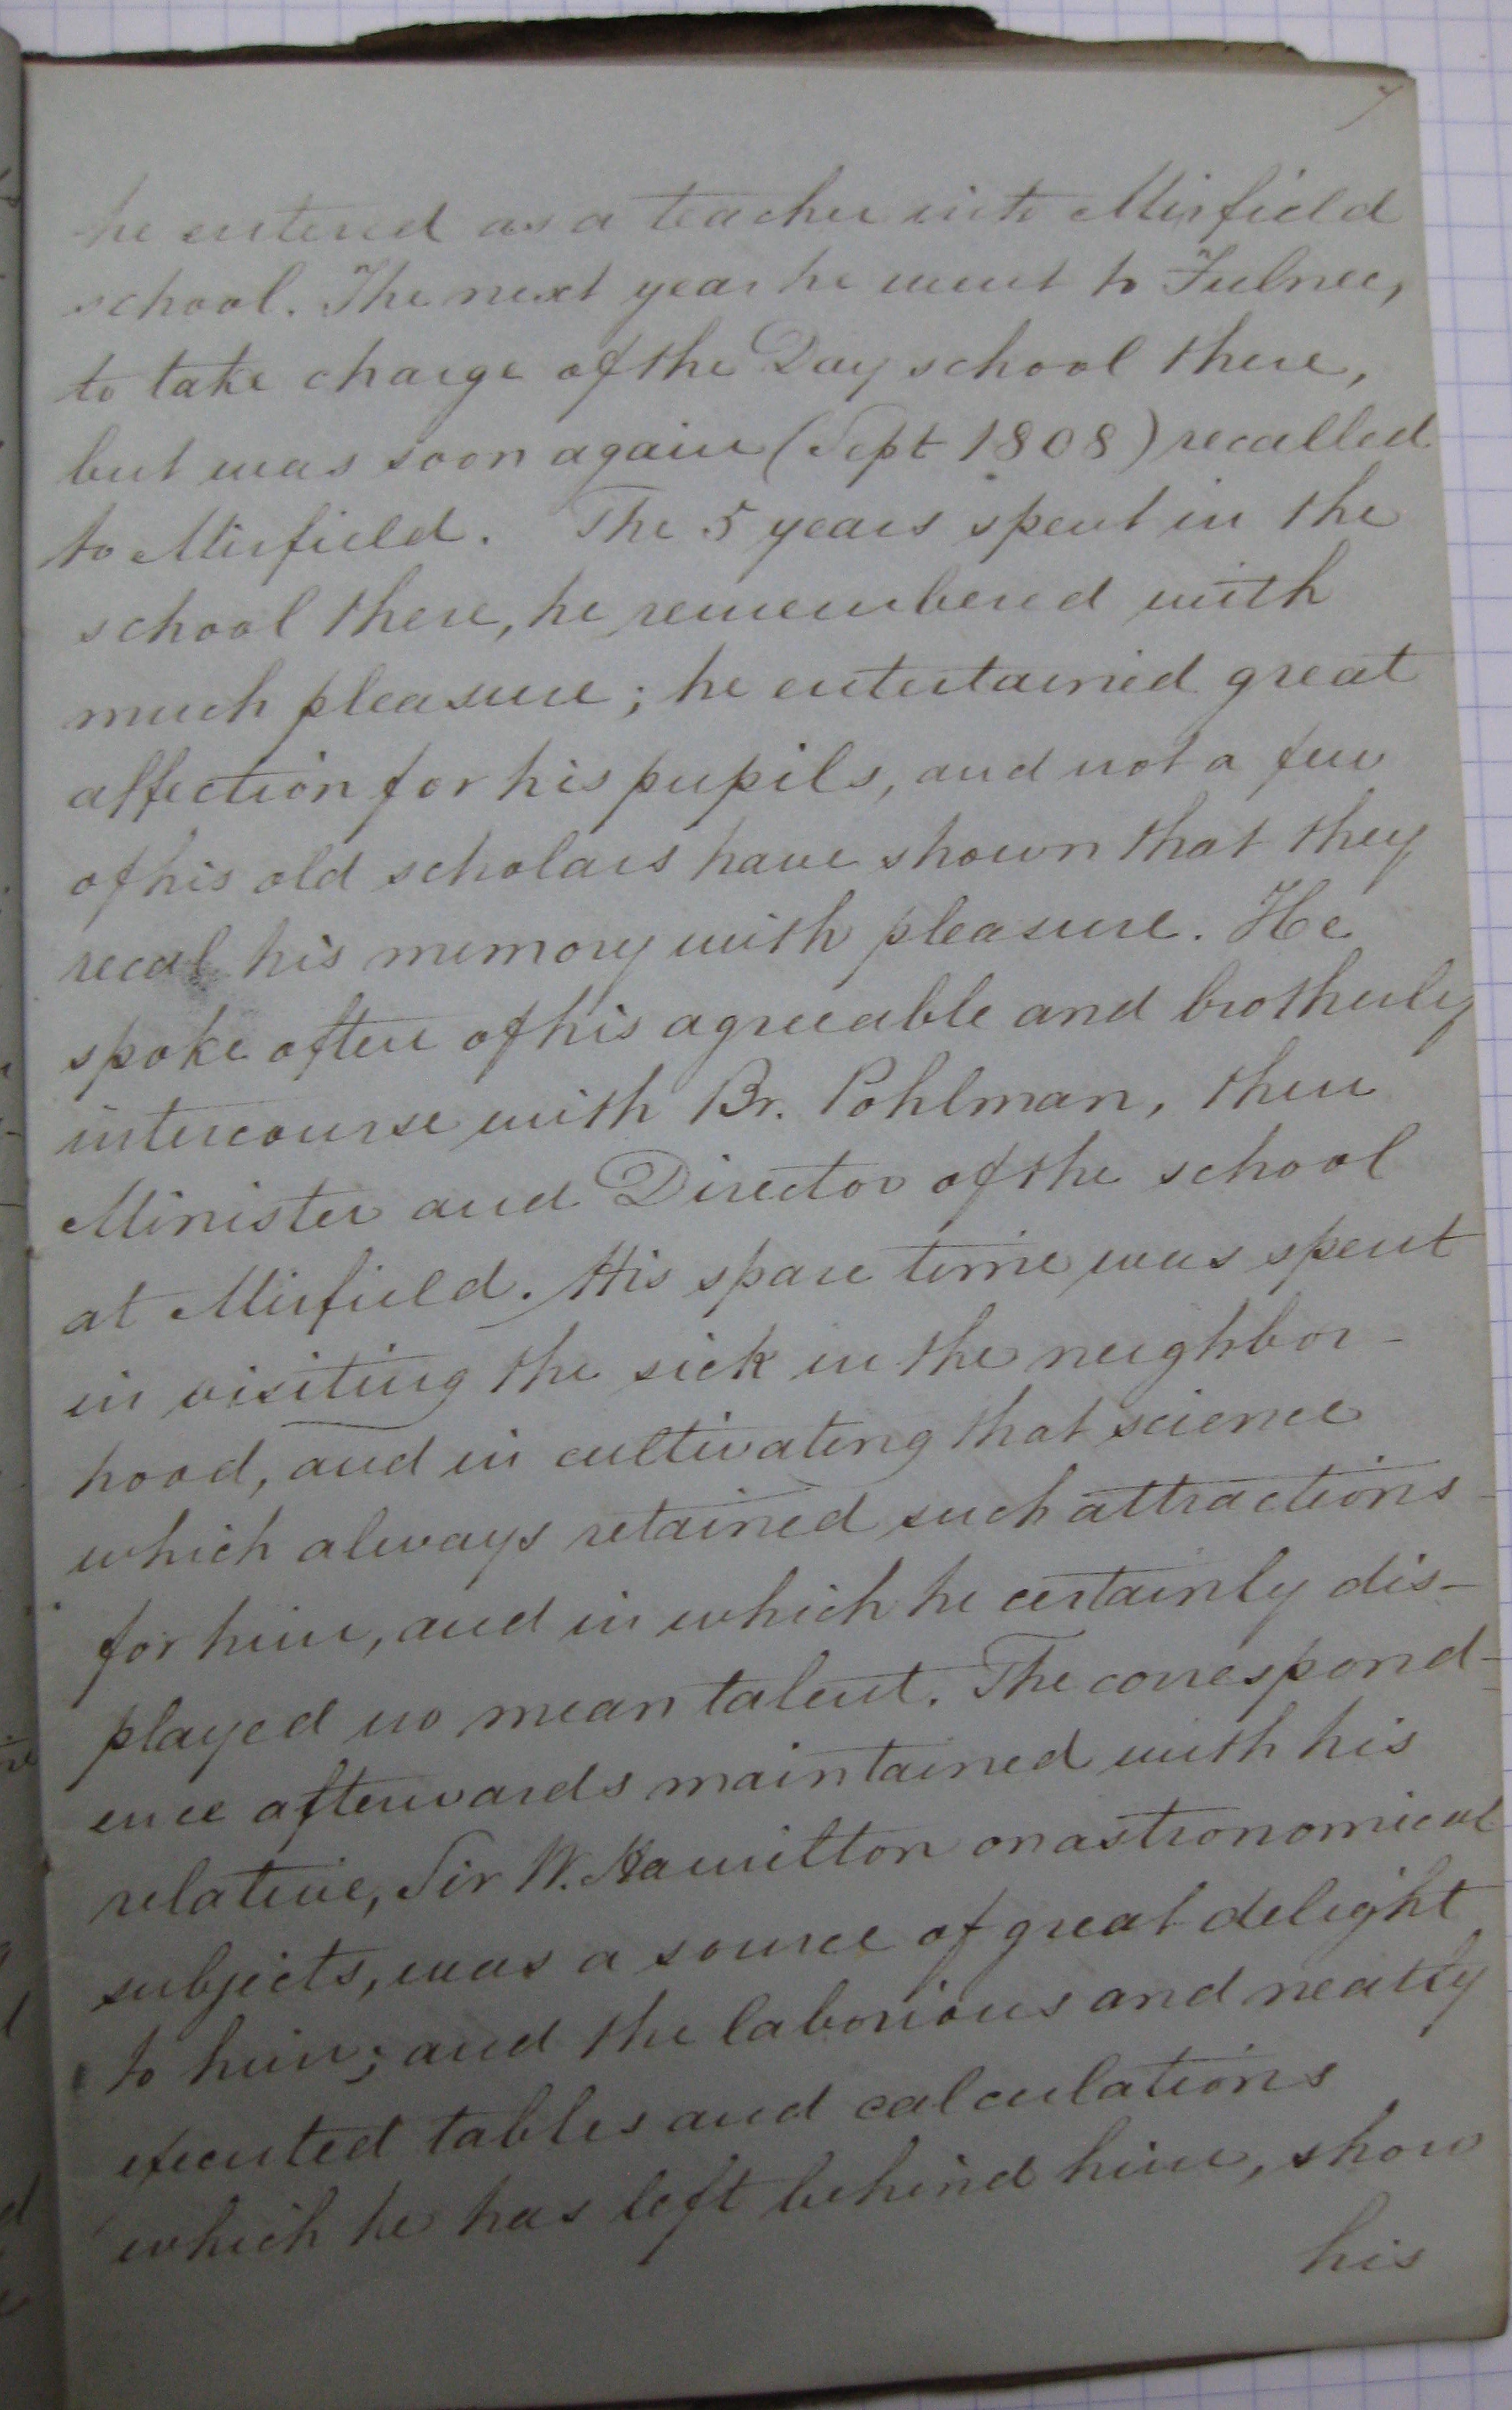 7
he entered as a teacher into Mirfield
school. The next year he went to Fulnec,
to take charge of the Day school there,
but was soon again (Sept 1808) recalled
to Mirfield. The 5 years spent in the
school there, he remembered with
much pleasure; he entertained great
affection for his pupils, and not a few
of his old scholars have shown that they
recal his memory with pleasure. He
spoke often of his agreeable and brotherly
intercourse with Br. Pohlman, then
Minister and Director of the school
at Mirfield. His spare time was spent
in visiting the sick in the neighbor-
hood, and in cultivating that science
which always retained such attractions
for him, and in which he certainly dis-
played no mean talent. The correspond-
ence afterwards maintained with his
relative, Sir W. Hamilton on astronomical
subjects, was a source of great delight
to him; and the laborious and neatly
executed tables and calculations
which he has left behind him, show
his